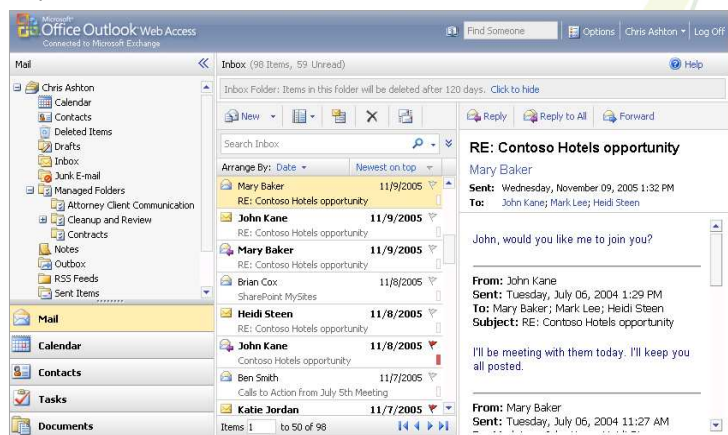 Microsoft
Office Outlook Web Access
Connected to Microsoft Exchange
Find Someone
Options
Chris Ashton
Log Off
Mail
Inbox (98 Items, 59 Unread)
Help
Inbox Folder: Items in this folder will be deleted after 120 days. Click to hide
Chris Ashton
Calendar
Contacts
Deleted Items
Drafts
Inbox
Junk E-mail
Managed Folders
Attorney Client Communication
Cleanup and Review
Contracts
Notes
Outbox
RSS Feeds
Sent Items
Mail
Calendar
Contacts
Tasks
Documents
New
Search Inbox
Arrange By: Date Newest on top
Mary Baker 11/9/2005
RE: Contoso Hotels opportunity
John Kane 11/9/2005
RE: Contoso Hotels opportunity
Mary Baker 11/9/2005
RE: Contoso Hotels opportunity
Brian Cox 11/8/2005
SharePoint MySites
Heidi Steen 11/8/2005
RE: Contoso Hotels opportunity
John Kane 11/8/2005
Contoso Hotels opportunity
Ben Smith 11/7/2005
Calls to Action from July 5th Meeting
Katie Jordan 11/7/2005
Items 1 to 50 of 98
Reply Reply to All Forward
RE: Contoso Hotels opportunity
Mary Baker
Sent: Wednesday, November 09, 2005 1:32 PM
To: John Kane; Mark Lee; Heidi Steen
John, would you like me to join you?
From: John Kane
Sent: Tuesday, July 06, 2004 1:29 PM
To: Mary Baker; Mark Lee; Heidi Steen
Subject: RE: Contoso Hotels opportunity
I'll be meeting with them today. I'll keep you
all posted.
From: Mary Baker
Sent: Tuesday, July 06, 2004 11:27 AM